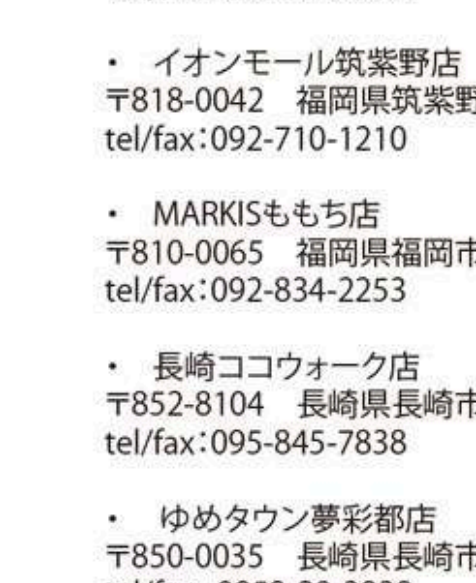 ・ イオンモール筑紫野店
〒818-0042 福岡県筑紫野
tel/fax：092-710-1210
・ MARKISももち店
〒810-0065 福岡県福岡市
tel/fax：092-834-2253
・ 長崎ココウォーク店
〒852-8104 長崎県長崎市
tel/fax：095-845-7838
・ ゆめタウン夢彩都店
〒850-0035 長崎県長崎市